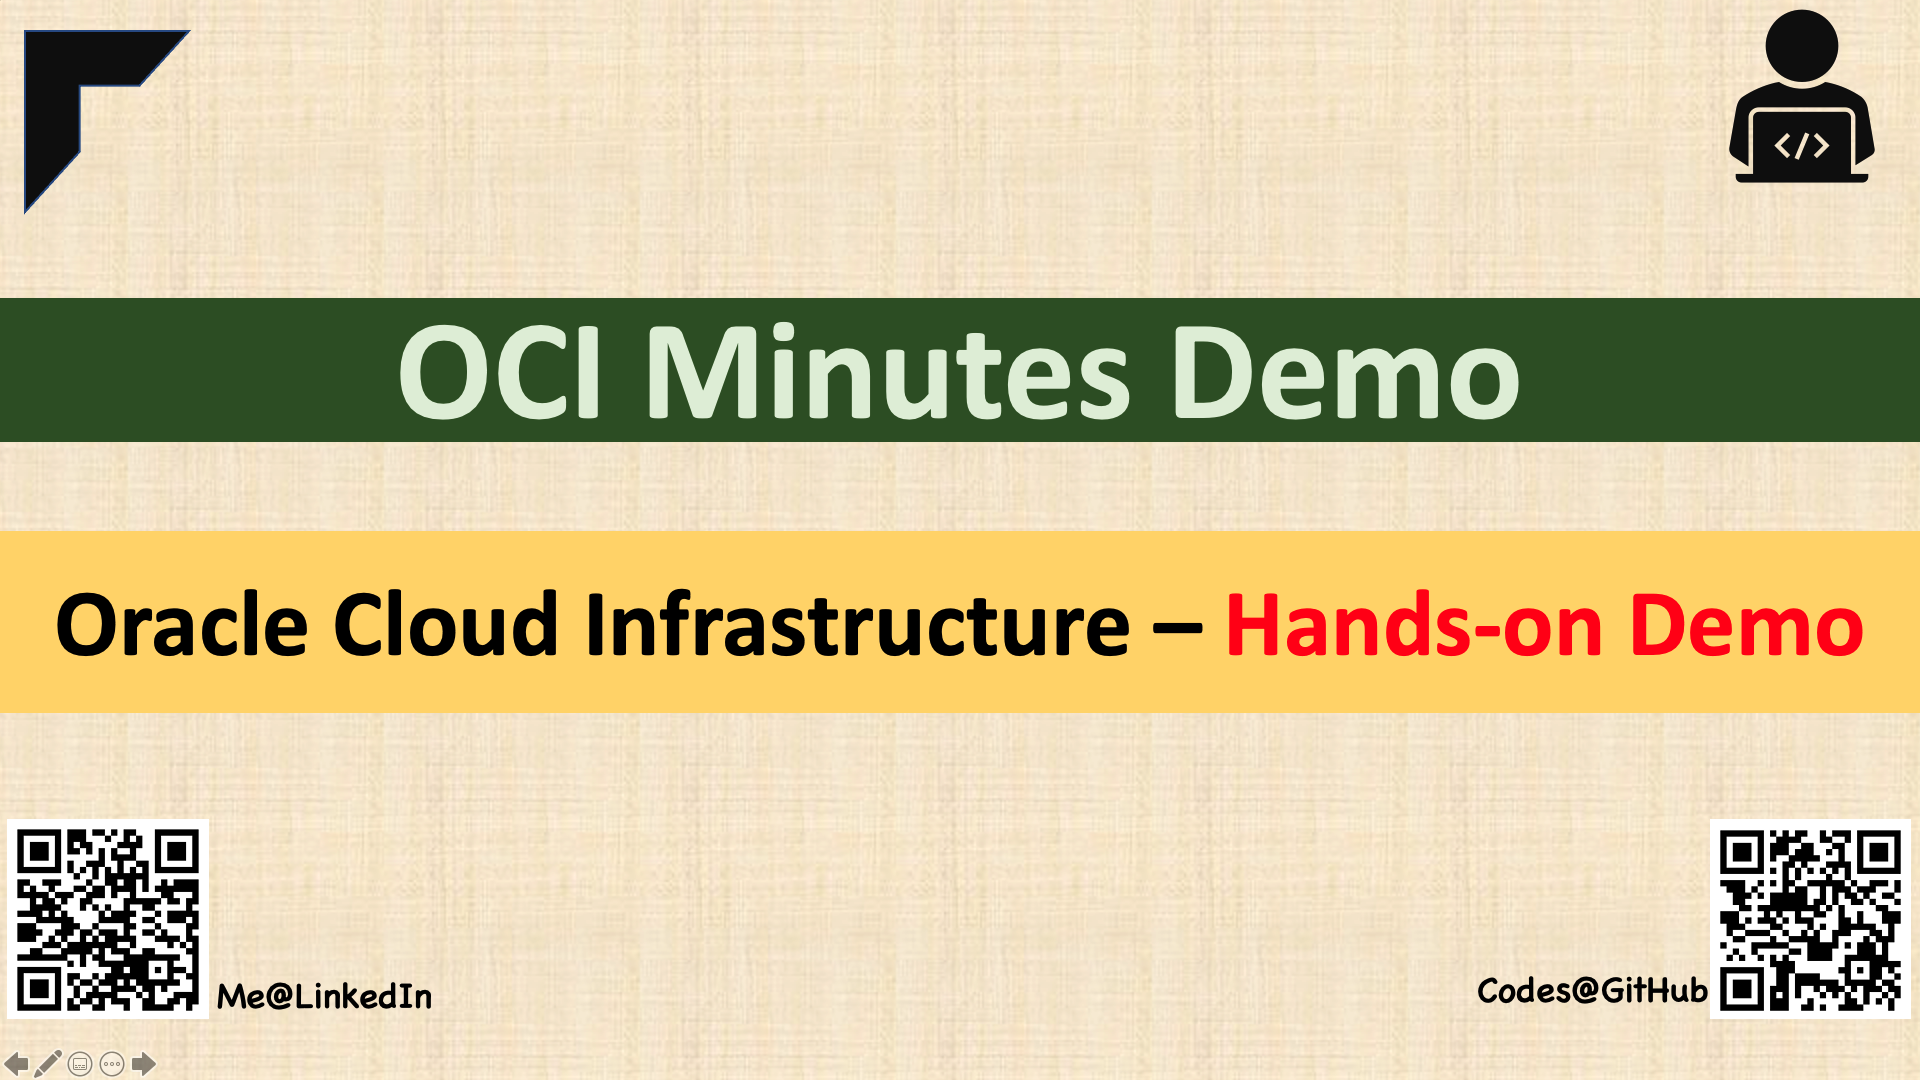 </>
OCI Minutes Demo
Oracle Cloud Infrastructure – Hands-on Demo
Me@LinkedIn
Codes@GitHub